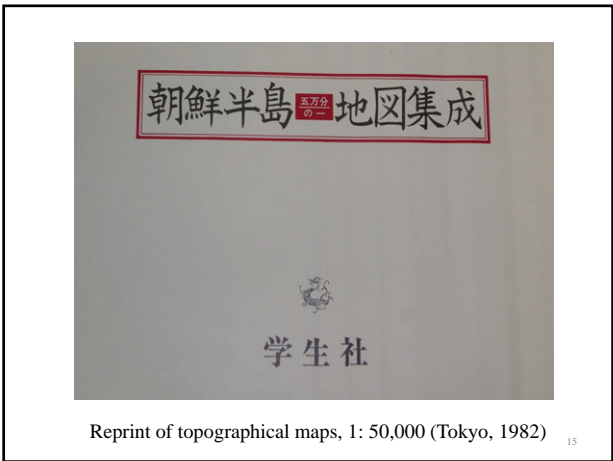 朝鮮半島五万分の一地図集成
学生社
Reprint of topographical maps, 1: 50,000 (Tokyo, 1982)
15